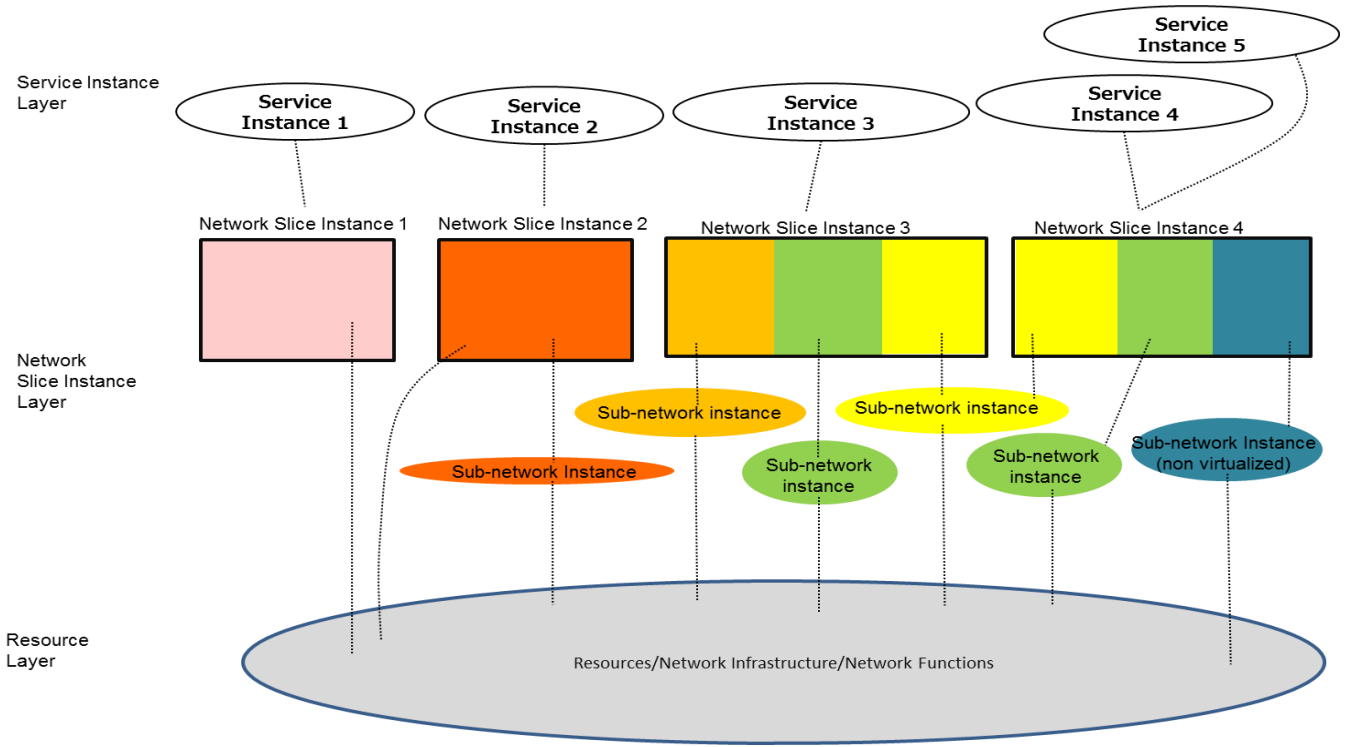 Service
Instance 5
Service Instance
Layer
Service
Instance 1
Service
Instance 2
Service
Instance 3
Service
Instance 4
Network Slice Instance 1
Network Slice Instance 2
Network Slice Instance 3
Network Slice Instance 4
Network
Slice Instance
Layer
Sub-network instance
Sub-network instance
Sub-network Instance
Sub-network
instance
Sub-network
instance
Sub-network Instance
(non virtualized)
Resource
Layer
Resources/Network Infrastructure/Network Functions